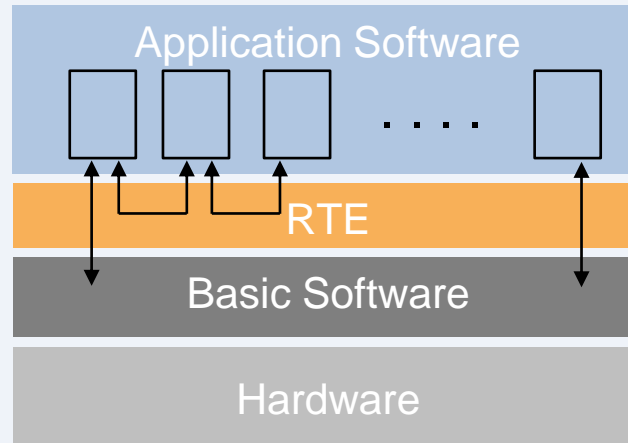 Application Software
. . . .
RTE
Basic Software
Hardware